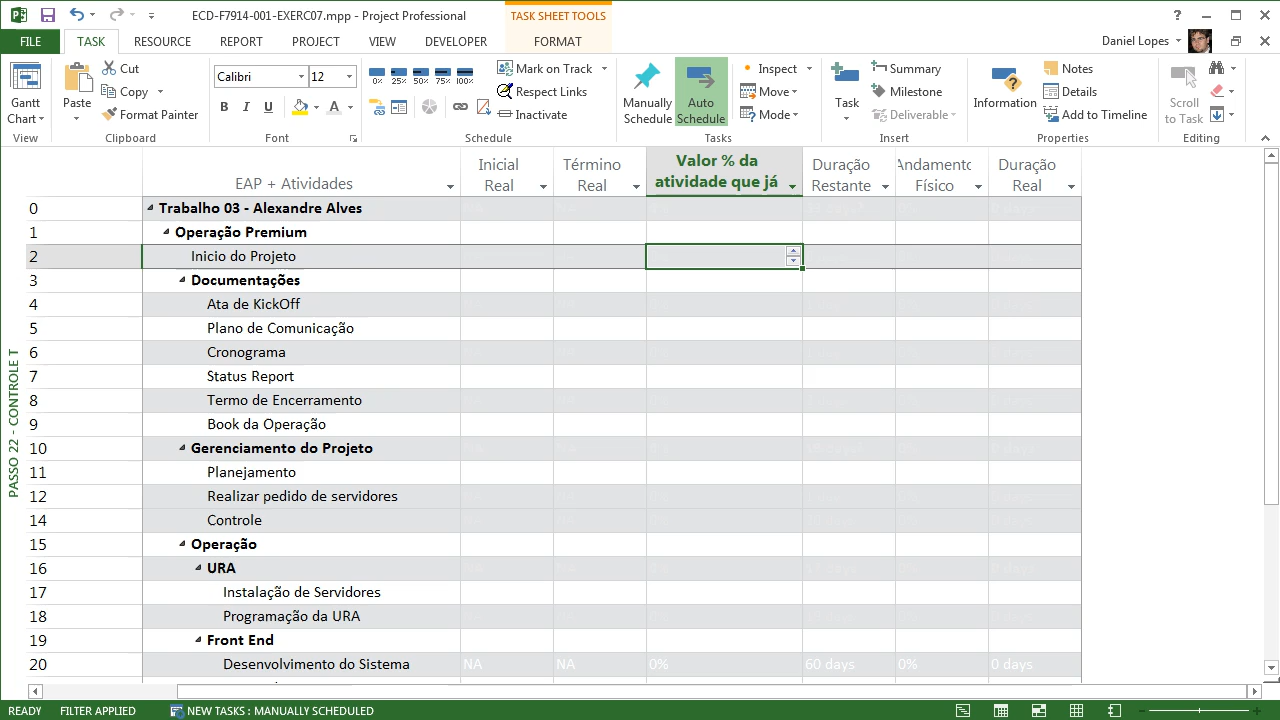 ECD-F7914-001-EXERC07.mpp - Project Professional
TASK SHEET TOOLS
FILE TASK RESOURCE REPORT PROJECT VIEW DEVELOPER FORMAT
Daniel Lopes
Gantt Chart
View
Paste
Cut
Copy
Format Painter
Clipboard
Calibri 12
B I U A
Font
0% 25% 50% 75% 100%
Mark on Track
Respect Links
Inactivate
Schedule
Manually Schedule
Auto Schedule
Inspect
Move
Mode
Tasks
Task
Summary
Milestone
Deliverable
Insert
Information
Notes
Details
Add to Timeline
Properties
Scroll to Task
Editing
EAP + Atividades
Inicial Real
Término Real
Valor % da atividade que já
Duração Restante
Andamento Físico
Duração Real
0 Trabalho 03 - Alexandre Alves
1 Operação Premium
2 Inicio do Projeto
3 Documentações
4 Ata de KickOff
5 Plano de Comunicação
6 Cronograma
7 Status Report
8 Termo de Encerramento
9 Book da Operação
10 Gerenciamento do Projeto
11 Planejamento
12 Realizar pedido de servidores
14 Controle
15 Operação
16 URA
17 Instalação de Servidores
18 Programação da URA
19 Front End
20 Desenvolvimento do Sistema NA NA 0% 60 days 0% 0 days
PASSO 22 - CONTROLE T
READY FILTER APPLIED NEW TASKS : MANUALLY SCHEDULED